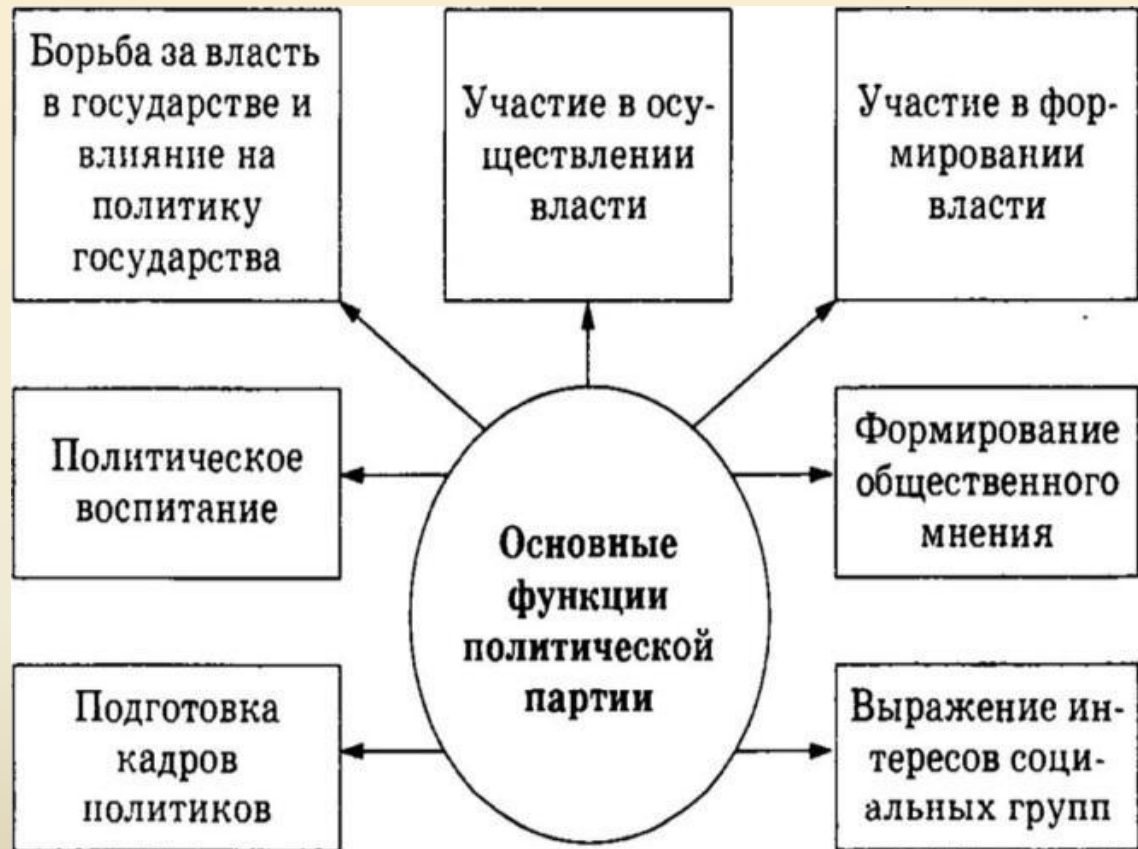 Борьба за власть
в государстве и
влияние на
политику
государства
Участие в осу-
ществлении
власти
Участие в фор-
мировании
власти
Политическое
воспитание
Формирование
общественного
мнения
Основные
функции
политической
партии
Подготовка
кадров
политиков
Выражение ин-
тересов соци-
альных групп